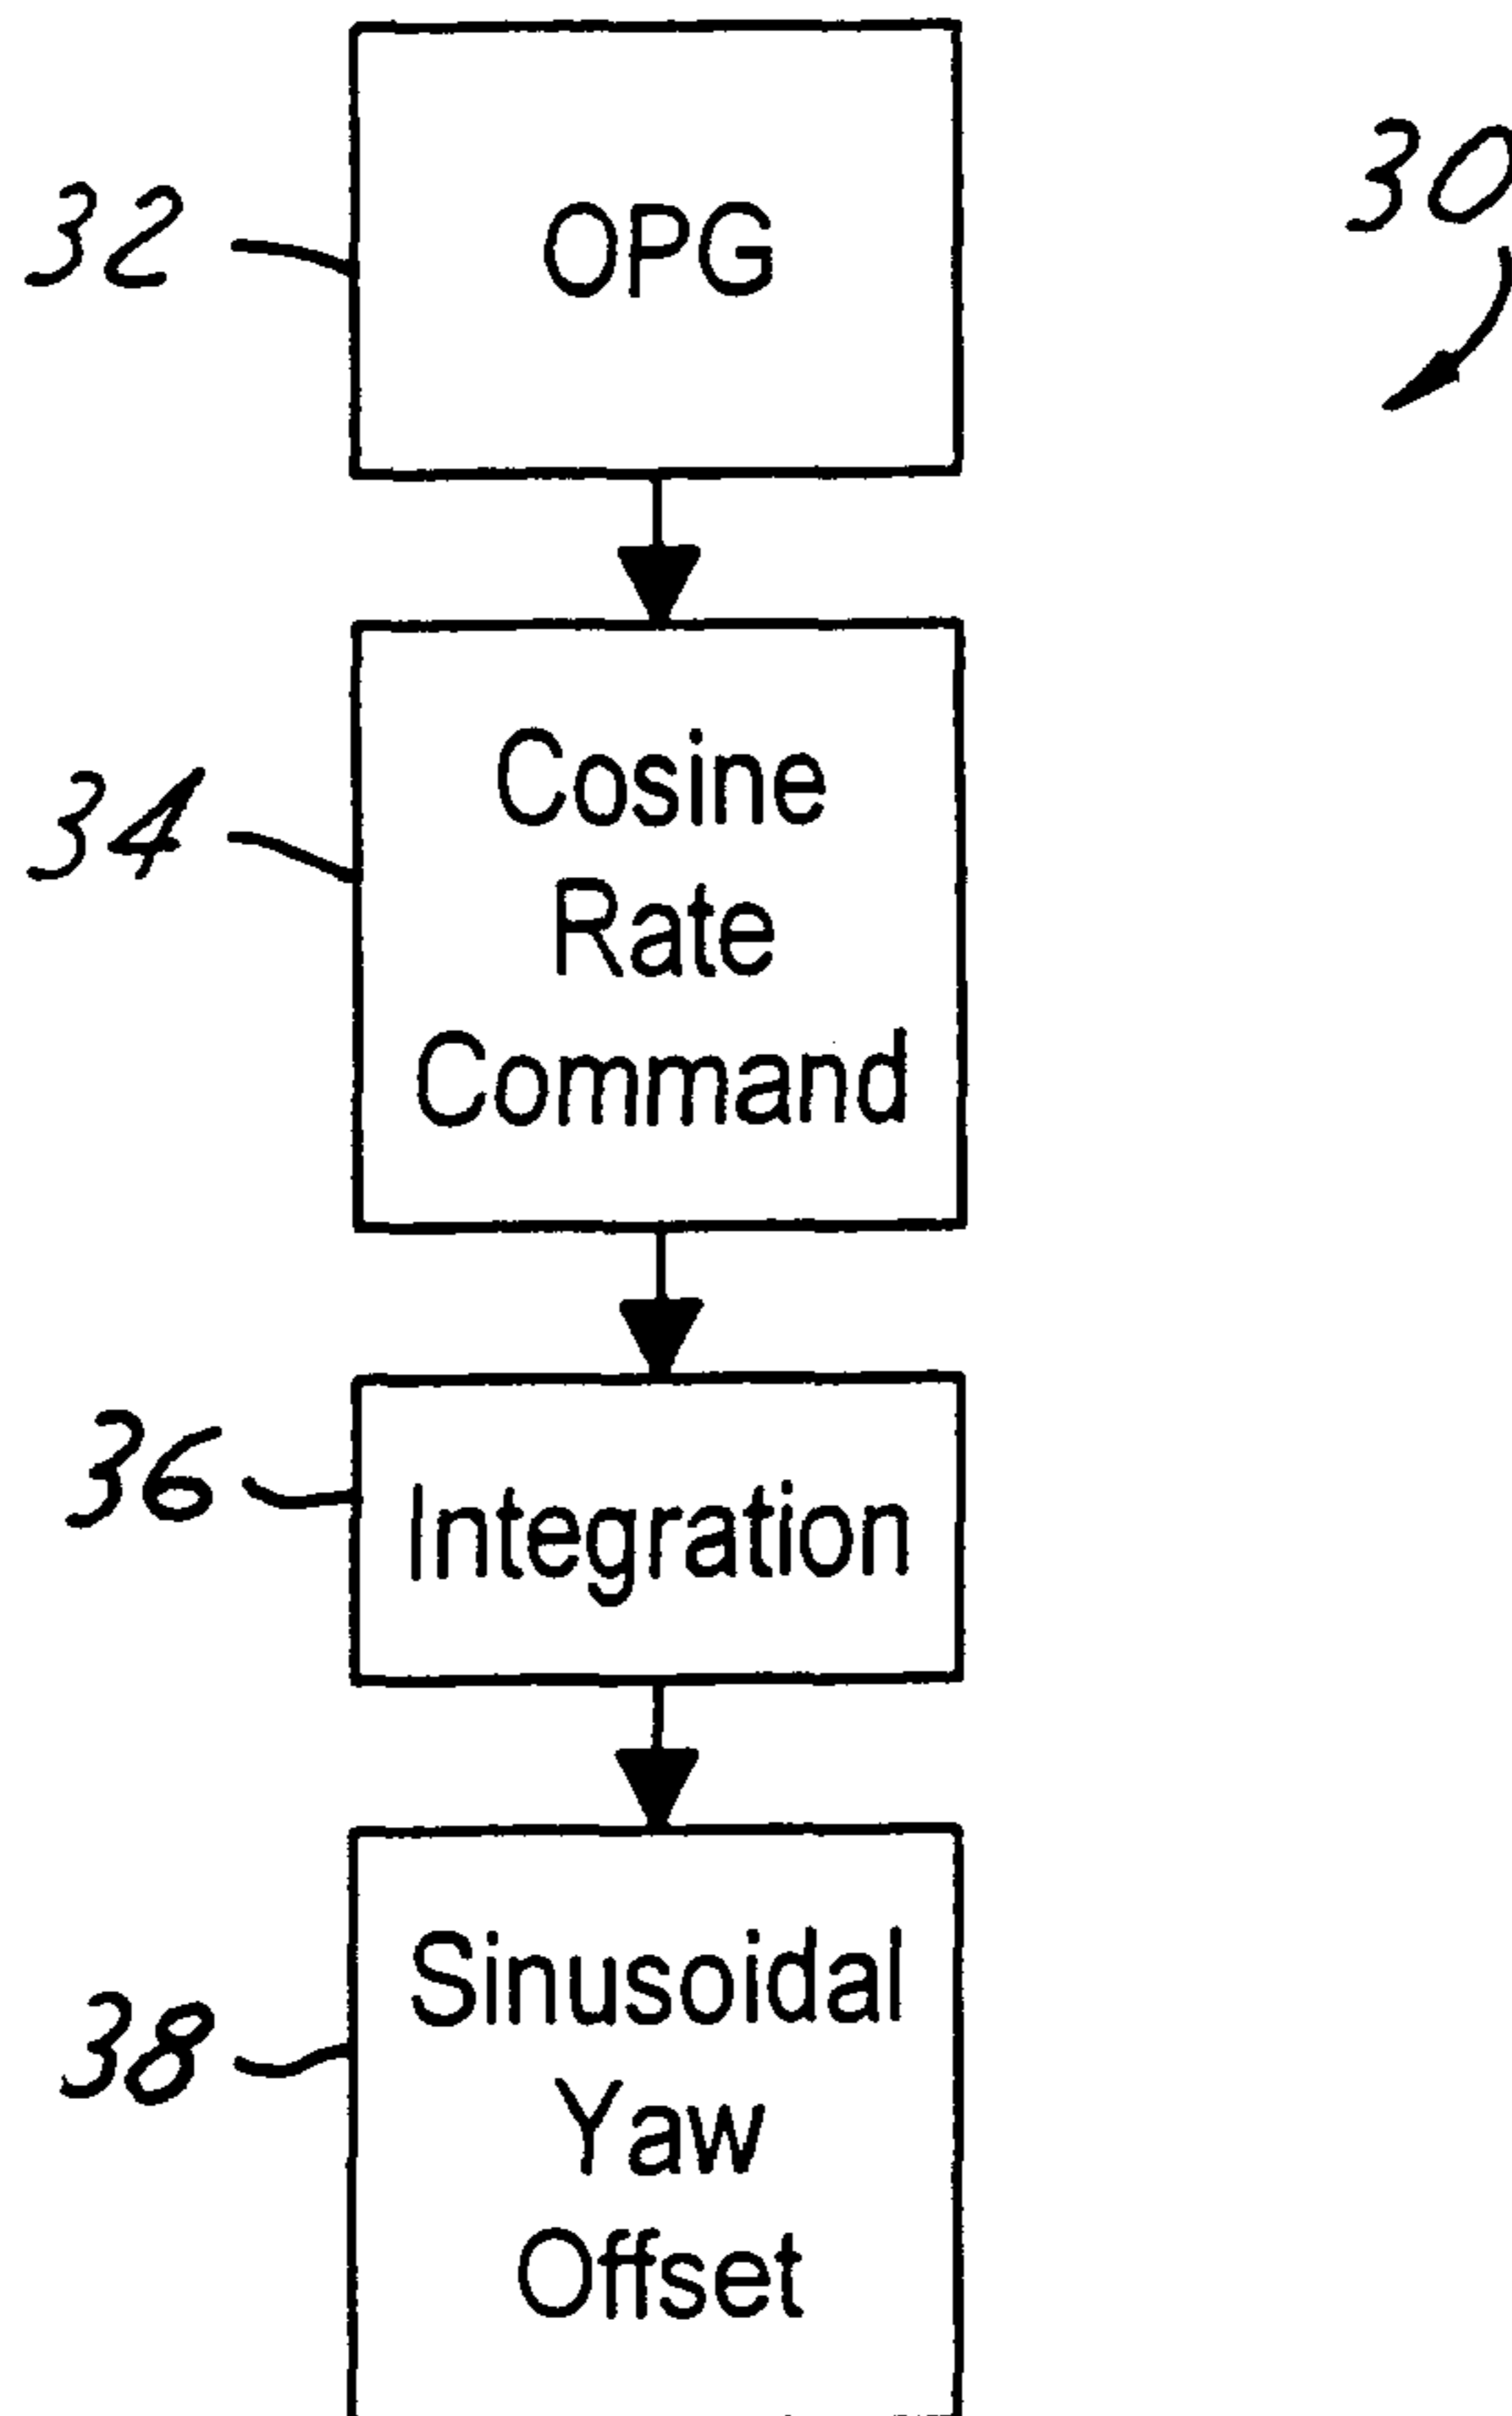 30
32
OPG
34
Cosine
Rate
Command
36
Integration
38
Sinusoidal
Yaw
Offset